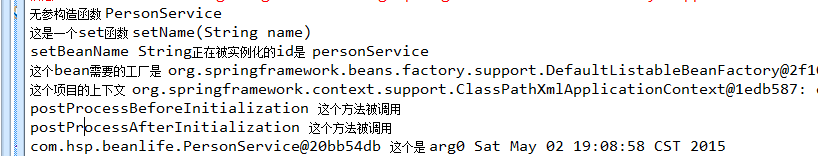 无参构造函数 PersonService
这是一个set函数 setName(String name)
setBeanName String正在被实例化的id是 personService
这个bean需要的工厂是 org.springframework.beans.factory.support.DefaultListableBeanFactory@2f1
这个项目的上下文 org.springframework.context.support.ClassPathXmlApplicationContext@1edb587:
postProcessBeforeInitialization 这个方法被调用
postProcessAfterInitialization 这个方法被调用
com.hsp.beanlife.PersonService@20bb54db 这个是 arg0 Sat May 02 19:08:58 CST 2015